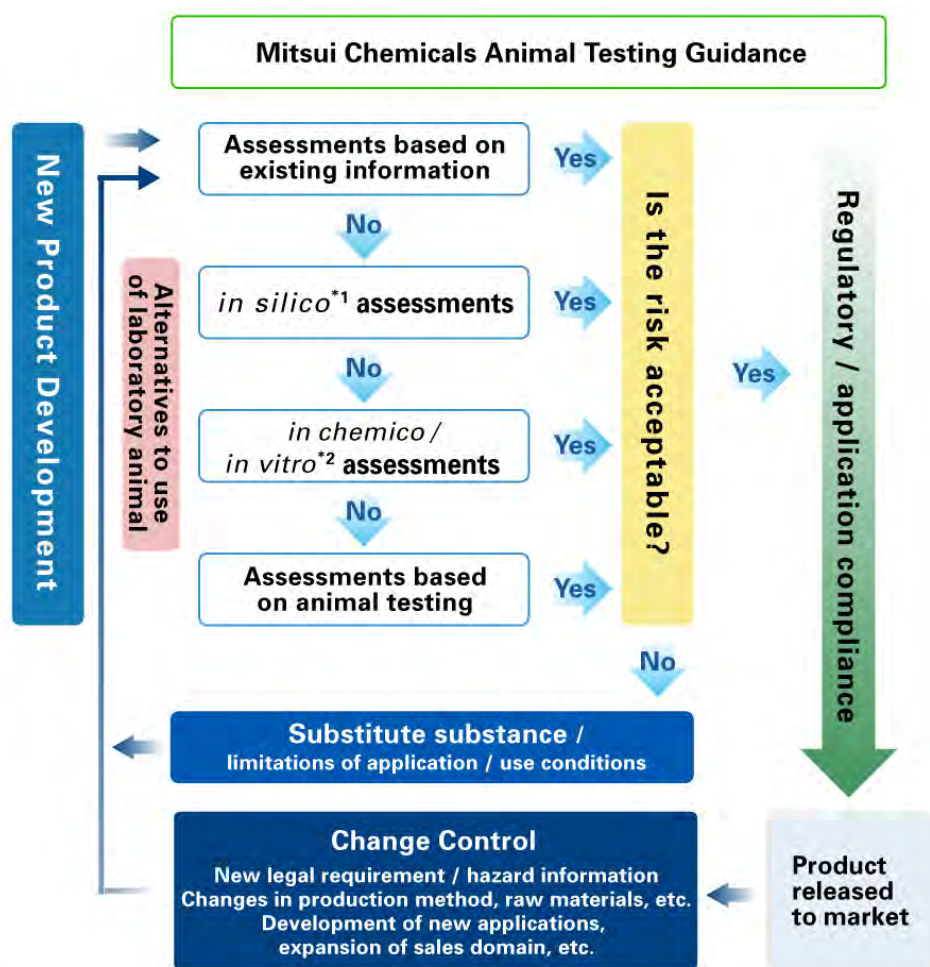 Mitsui Chemicals Animal Testing Guidance
New Product Development
Assessments based on
existing information
Yes
No
Alternatives to use
of laboratory animal
in silico*1 assessments
Yes
No
in chemico /
in vitro*2 assessments
Yes
No
Assessments based
on animal testing
Yes
Is the risk acceptable?
Yes
No
Regulatory / application compliance
Substitute substance /
limitations of application / use conditions
Change Control
New legal requirement / hazard information
Changes in production method, raw materials, etc.
Development of new applications,
expansion of sales domain, etc.
Product
released
to market